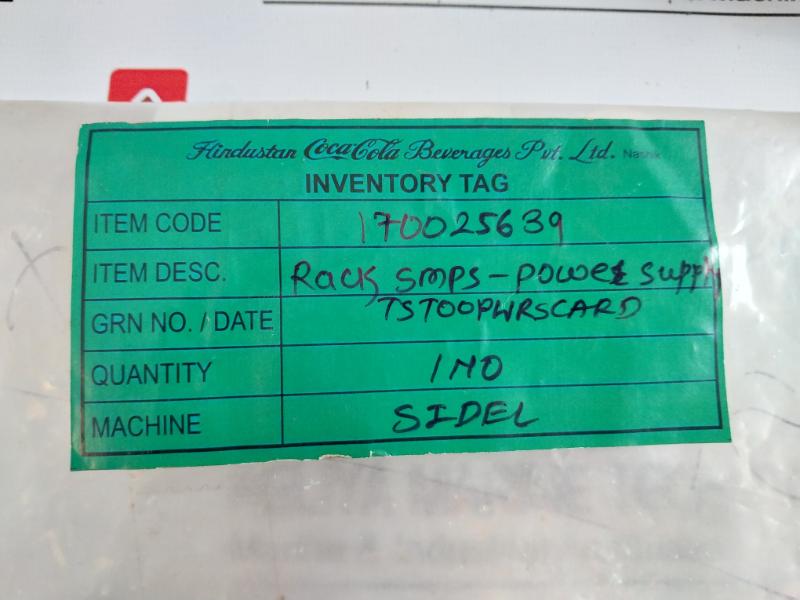 Hindustan Coca-Cola Beverages Pvt. Ltd. Nashik
INVENTORY TAG
ITEM CODE 170025639
ITEM DESC. Rack SMPS - Power Supply
GRN NO. / DATE TSTOOPWRSCARD
QUANTITY 1 NO
MACHINE SIDEL